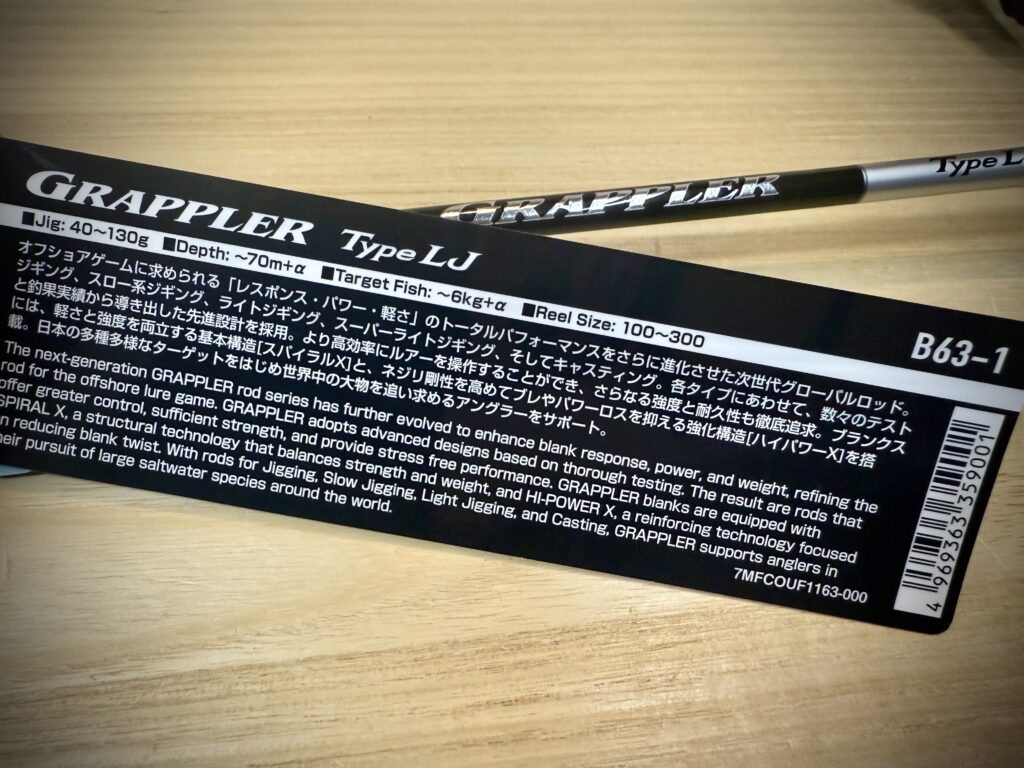 GRAPPLER Type LJ
GRAPPLER Type LJ
■Jig: 40～130g ■Depth: ～70m+α ■Target Fish: ～6kg+α ■Reel Size: 100～300
B63-1
オフショアゲームに求められる「レスポンス・パワー・軽さ」のトータルパフォーマンスをさらに進化させた次世代グローバルロッド。
ジギング、スロー系ジギング、ライトジギング、スーパーライトジギング、そしてキャスティング。各タイプにあわせて、数々のテスト
と釣果実績から導き出した先進設計を採用。より高効率にルアーを操作することができ、さらなる強度と耐久性も徹底追求。ブランクス
には、軽さと強度を両立する基本構造[スパイラルX]と、ネジリ剛性を高めてブレやパワーロスを抑える強化構造[ハイパワーX]を搭
載。日本の多種多様なターゲットをはじめ世界中の大物を追い求めるアングラーをサポート。
The next-generation GRAPPLER rod series has further evolved to enhance blank response, power, and weight, refining the
rod for the offshore lure game. GRAPPLER adopts advanced designs based on thorough testing. The result are rods that
offer greater control, sufficient strength, and provide stress free performance. GRAPPLER blanks are equipped with
SPIRAL X, a structural technology that balances strength and weight, and HI-POWER X, a reinforcing technology focused
n reducing blank twist. With rods for Jigging, Slow Jigging, Light Jigging, and Casting, GRAPPLER supports anglers in
heir pursuit of large saltwater species around the world.
7MFCOUF1163-000
4 969363 359001